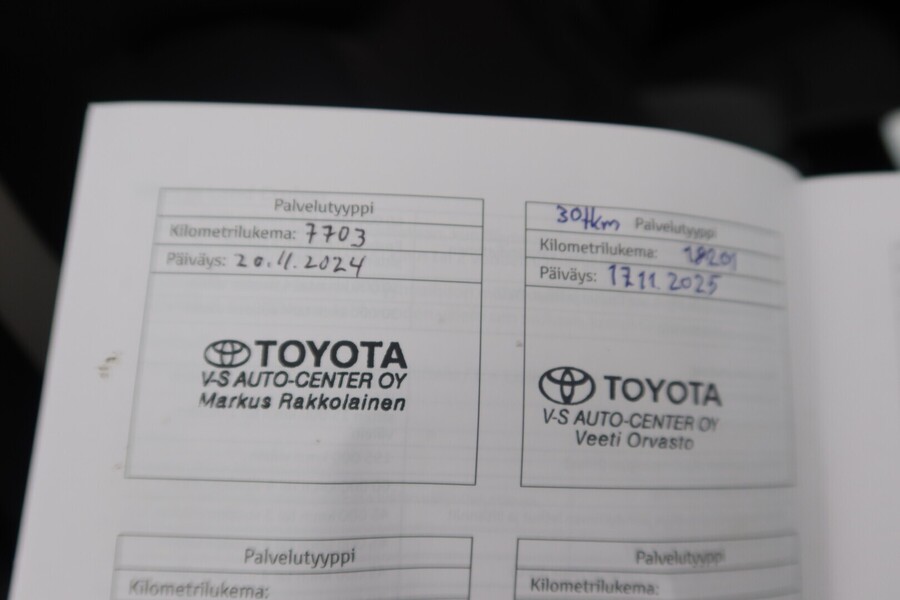 Palvelutyyppi
Kilometrilukema: 7703
Päiväys: 20.11.2024
TOYOTA
V-S AUTO-CENTER OY
Markus Rakkolainen
30tkm Palvelutyyppi
Kilometrilukema: 18201
Päiväys: 17.11.2025
TOYOTA
V-S AUTO-CENTER OY
Veeti Orvasto
Palvelutyyppi
Kilometrilukema:
Palvelutyyppi
Kilometrilukema: